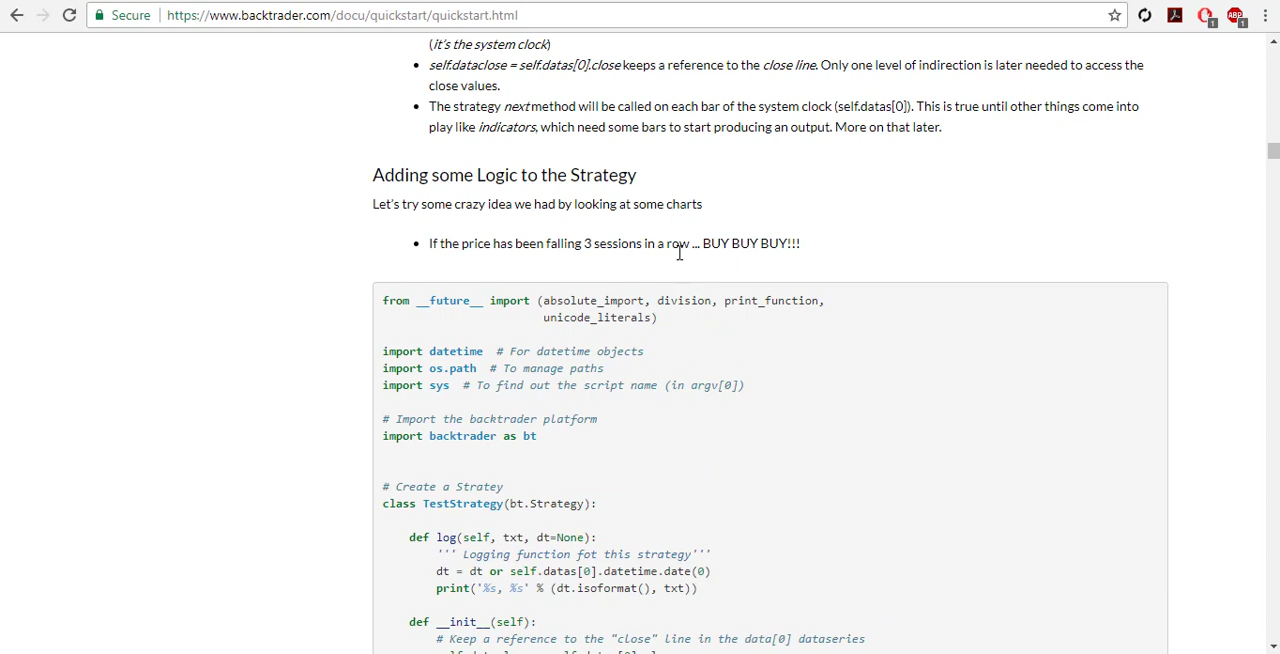 Secure https://www.backtrader.com/docu/quickstart/quickstart.html
1
ABP
1
(it's the system clock)
• self.dataclose = self.datas[0].close keeps a reference to the close line. Only one level of indirection is later needed to access the
close values.
• The strategy next method will be called on each bar of the system clock (self.datas[0]). This is true until other things come into
play like indicators, which need some bars to start producing an output. More on that later.
Adding some Logic to the Strategy
Let's try some crazy idea we had by looking at some charts
• If the price has been falling 3 sessions in a row ... BUY BUY BUY!!!
from __future__ import (absolute_import, division, print_function,
unicode_literals)
import datetime # For datetime objects
import os.path # To manage paths
import sys # To find out the script name (in argv[0])
# Import the backtrader platform
import backtrader as bt
# Create a Stratey
class TestStrategy(bt.Strategy):
def log(self, txt, dt=None):
''' Logging function fot this strategy'''
dt = dt or self.datas[0].datetime.date(0)
print('%s, %s' % (dt.isoformat(), txt))
def __init__(self):
# Keep a reference to the "close" line in the data[0] dataseries